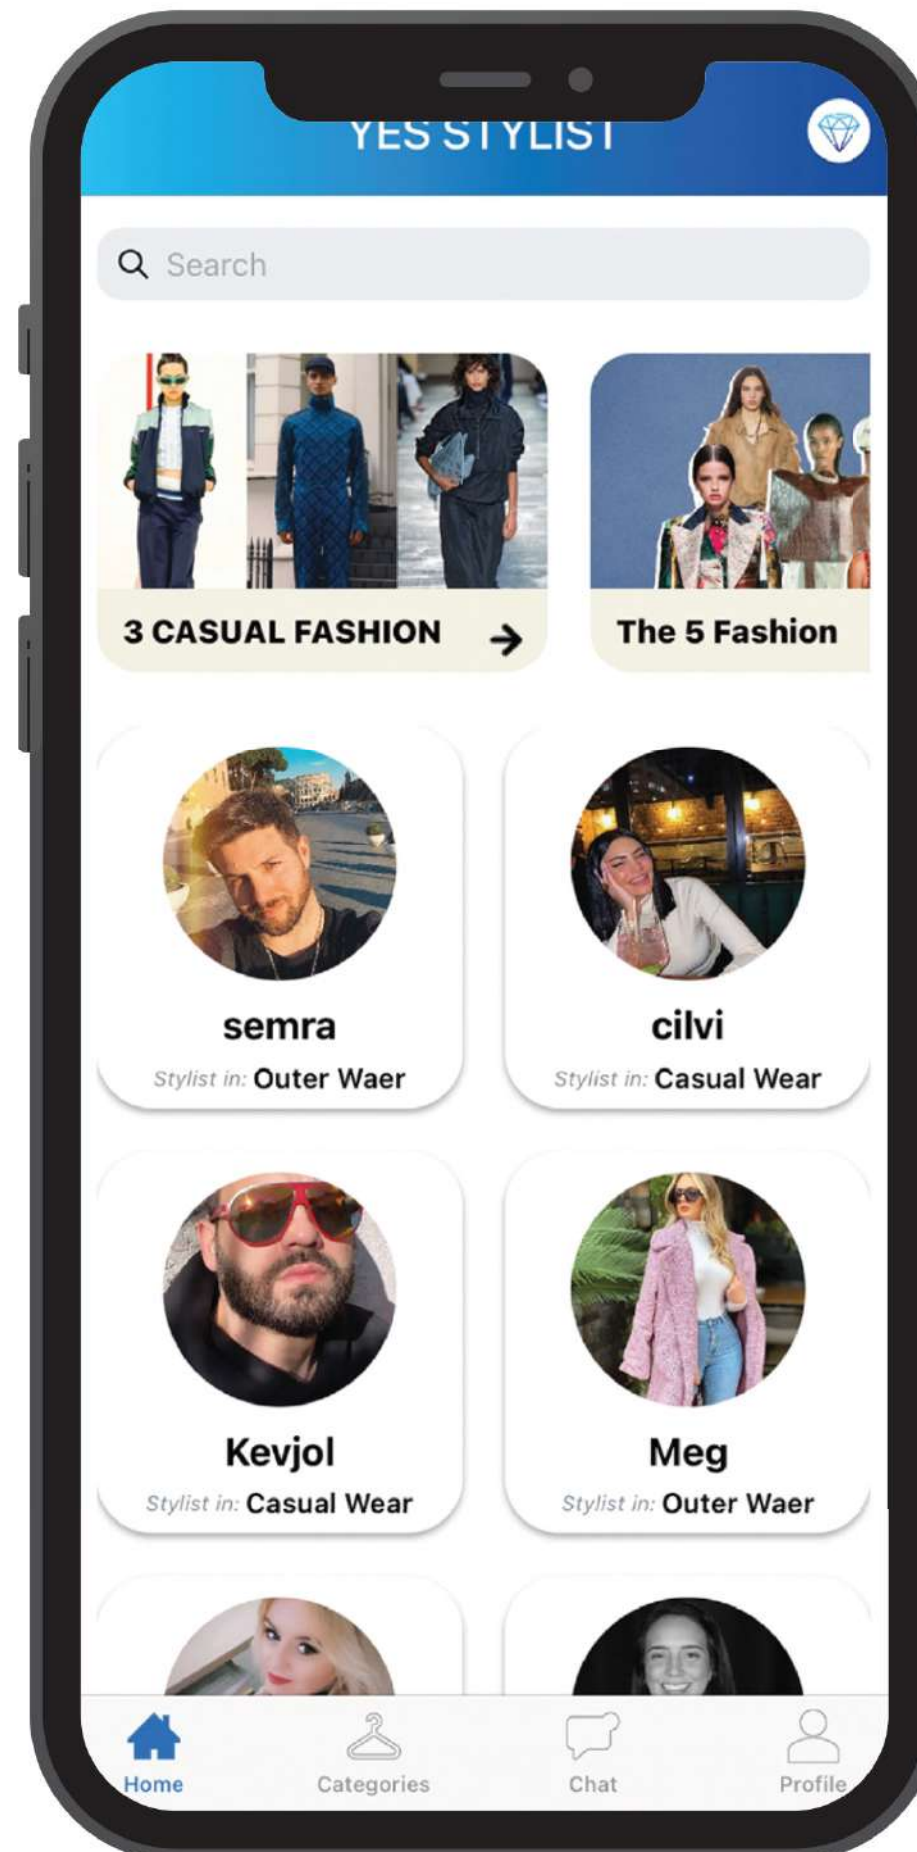 YES STYLIST
Search
3 CASUAL FASHION
The 5 Fashion
semra
Stylist in: Outer Waer
cilvi
Stylist in: Casual Wear
Kevjol
Stylist in: Casual Wear
Meg
Stylist in: Outer Waer
Home
Categories
Chat
Profile